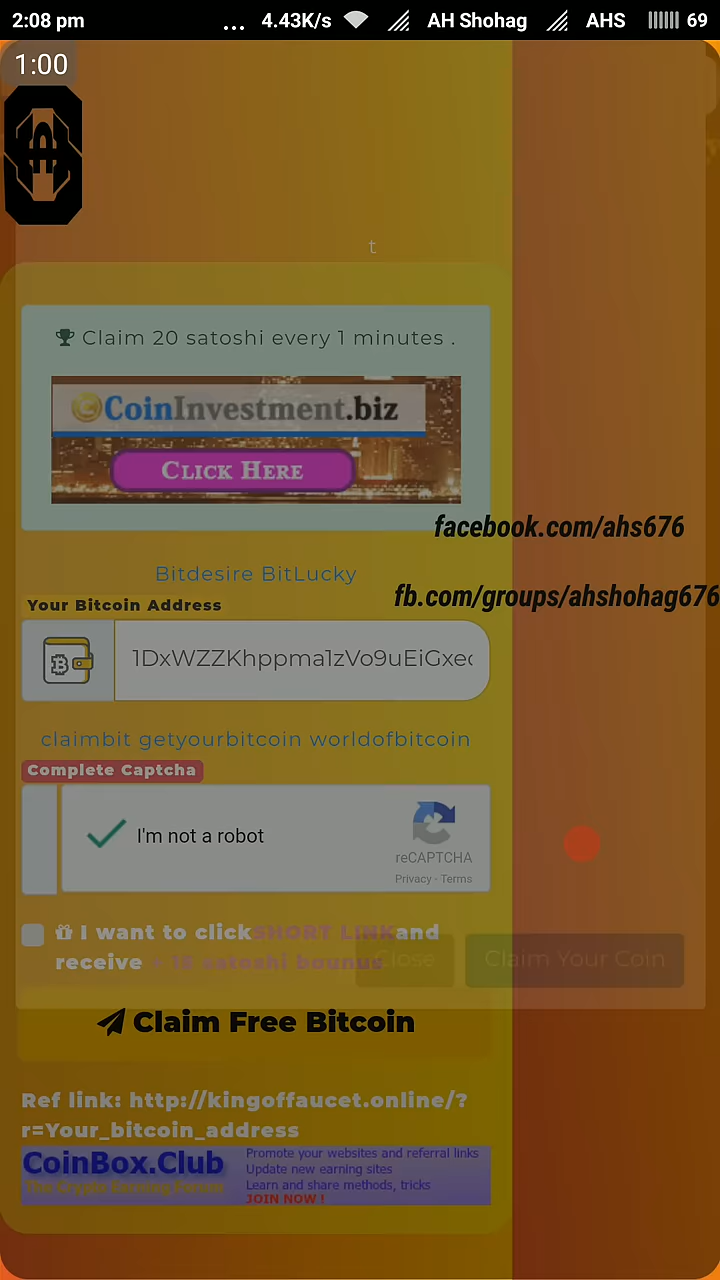 2:08 pm ... 4.43K/s AH Shohag AHS 69
1:00
t
Claim 20 satoshi every 1 minutes .
CoinInvestment.biz
CLICK HERE
facebook.com/ahs676
Bitdesire BitLucky
fb.com/groups/ahshohag676
Your Bitcoin Address
1DxWZZKhppma1zVo9uEiGxec
claimbit getyourbitcoin worldofbitcoin
Complete Captcha
I'm not a robot
reCAPTCHA
Privacy - Terms
I want to click SHORT LINK and
receive + 10 satoshi bounus
Close
Claim Your Coin
Claim Free Bitcoin
Ref link: http://kingoffaucet.online/?
r=Your_bitcoin_address
CoinBox.Club
The Crypto Earning Forum
Promote your websites and referral links
Update new earning sites
Learn and share methods, tricks
JOIN NOW !